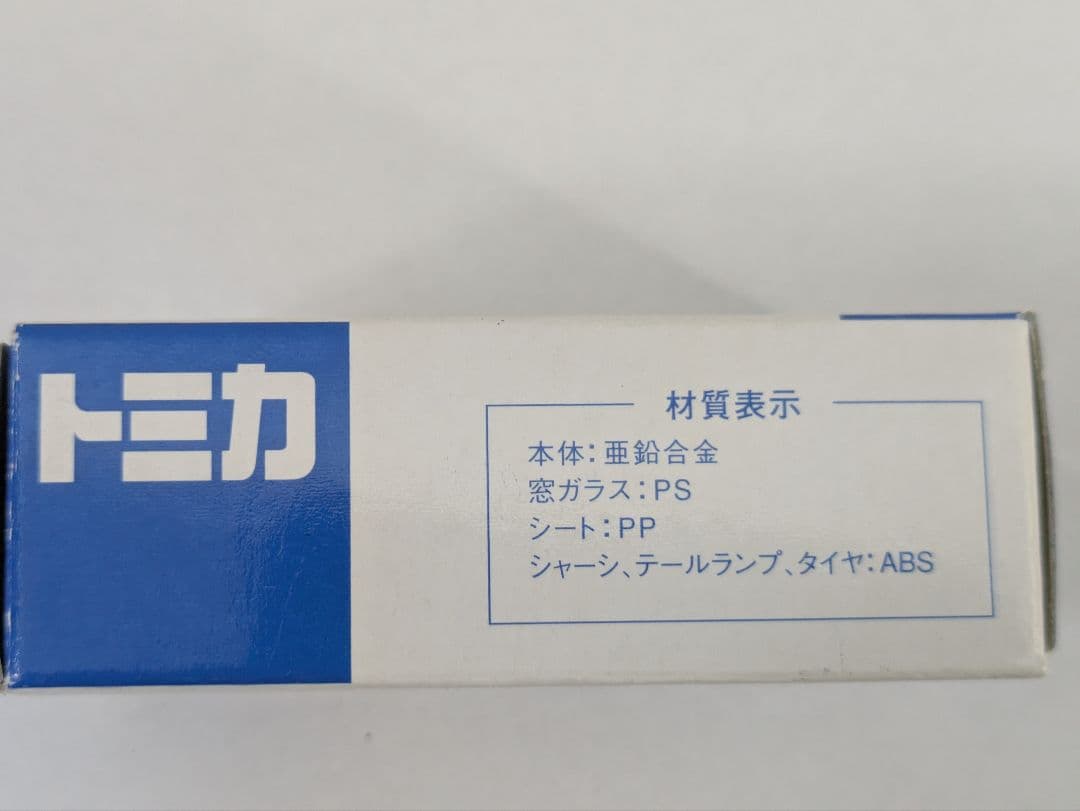 トミカ
材質表示
本体：亜鉛合金
窓ガラス：PS
シート：PP
シャーシ、テールランプ、タイヤ：ABS